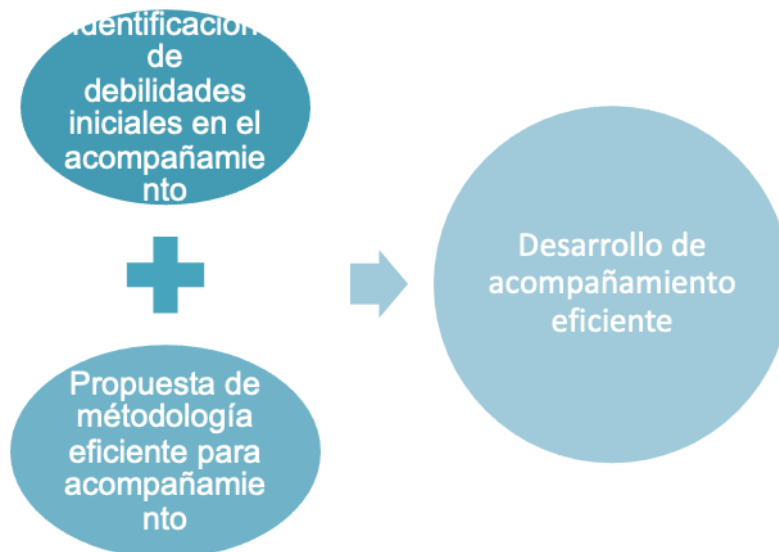 Identificación
de
debilidades
iniciales en el
acompañamie
nto
Propuesta de
métodología
eficiente para
acompañamie
nto
Desarrollo de
acompañamiento
eficiente